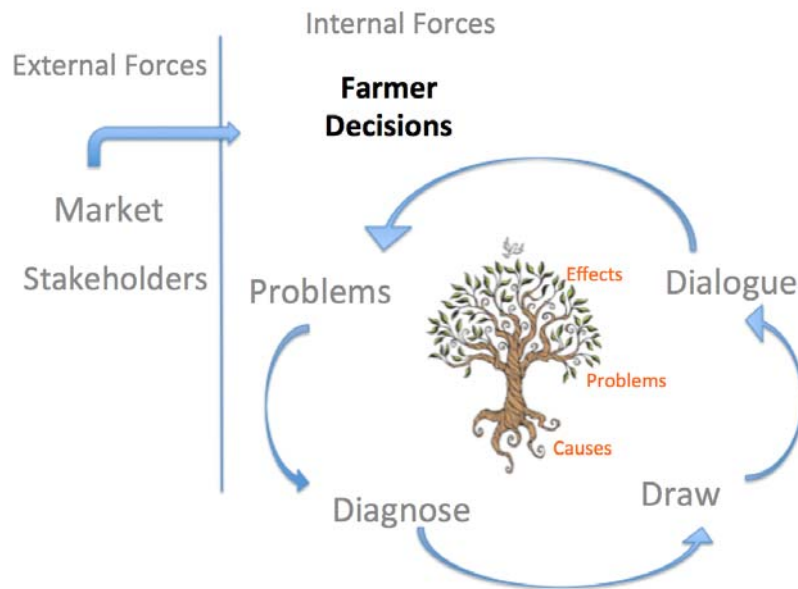 Internal Forces
External Forces
Farmer
Decisions
Market
Stakeholders
Problems
Effects
Dialogue
Problems
Causes
Diagnose
Draw